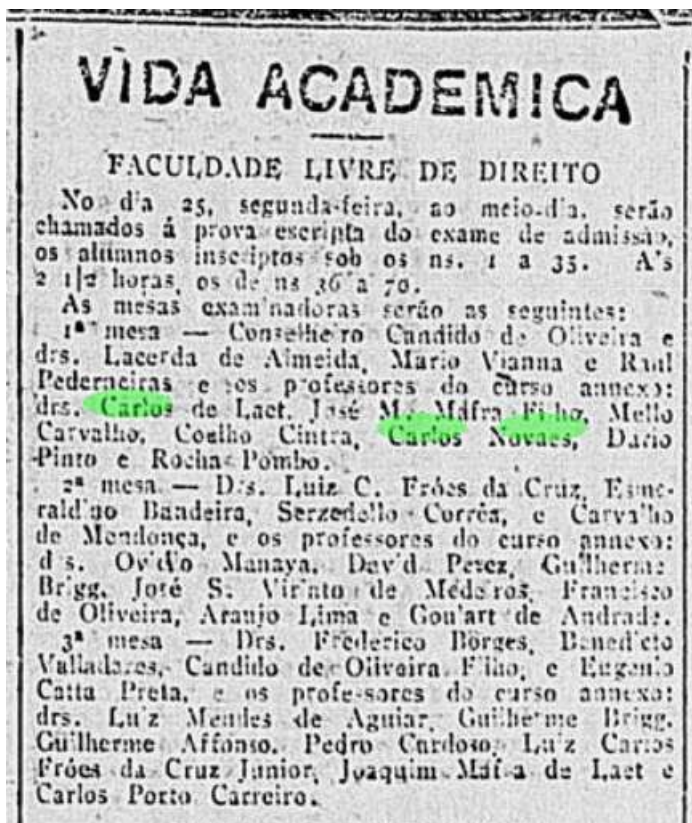 VIDA ACADEMICA
FACULDADE LIVRE DE DIREITO
No dia 25, segunda-feira, ao meio-dia, serão
chamados á prova escripta do exame de admissão,
os alumnos inscriptos sob os ns. 1 a 35. A's
2 1|2 horas, os de ns 36 a 70.
As mesas examinadoras serão as seguintes:
1ª mesa — Conselheiro Candido de Oliveira e
drs. Lacerda de Almeida, Mario Vianna e Raul
Pederneiras e os professores do curso annexo:
drs. Carlos de Laet, José M. Mafra Filho, Mello
Carvalho, Coelho Cintra, Carlos Novaes, Dario
Pinto e Rocha Pombo.
2ª mesa — Drs. Luiz C. Fróes da Cruz, Esme-
raldino Bandeira, Serzedello Corrêa, e Carvalho
de Mendonça, e os professores do curso annexo:
drs. Ovidio Manaya, David Perez, Guilherme
Brigg, José S. Viriato de Medeiros, Francisco
de Oliveira, Araujo Lima e Goulart de Andrade.
3ª mesa — Drs. Frederico Borges, Benedicto
Valladares, Candido de Oliveira Filho, e Eugenio
Catta Preta, e os professores do curso annexo:
drs. Luiz Mendes de Aguiar, Guilherme Brigg,
Guilherme Affonso, Pedro Cardoso, Luiz Carlos
Fróes da Cruz Junior, Joaquim Mafra de Laet e
Carlos Porto Carreiro.